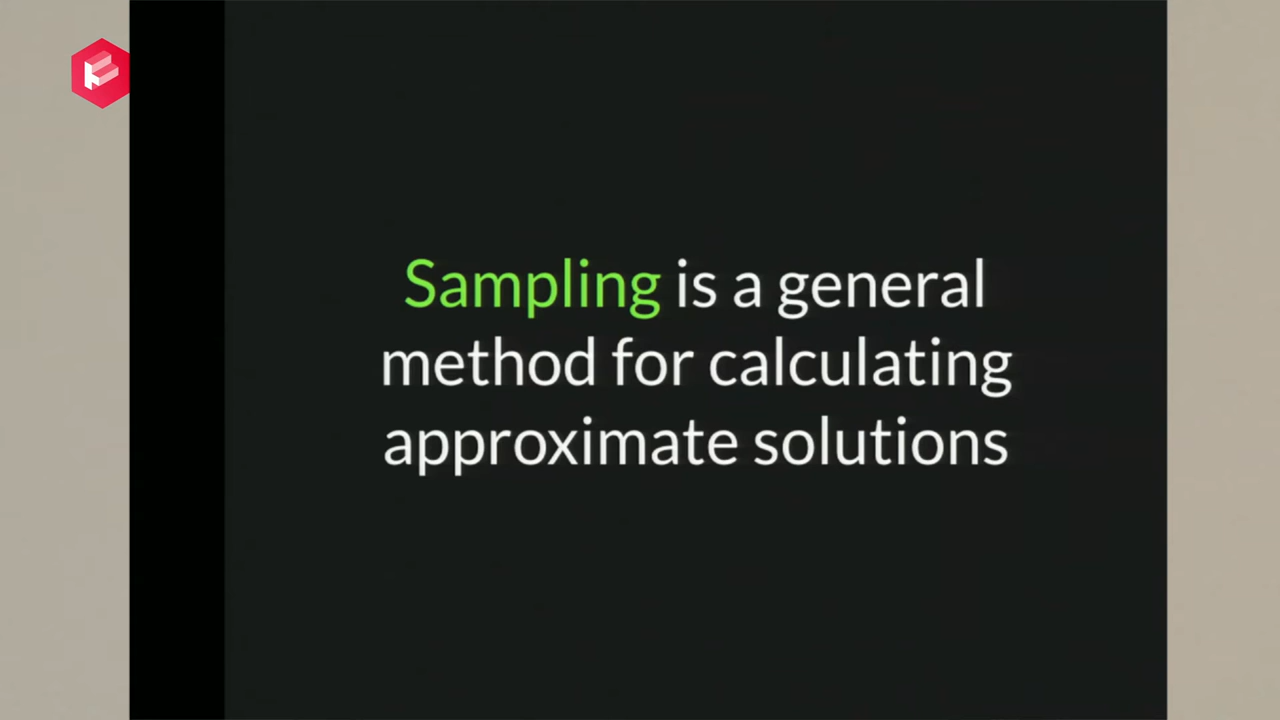 Sampling is a general
method for calculating
approximate solutions